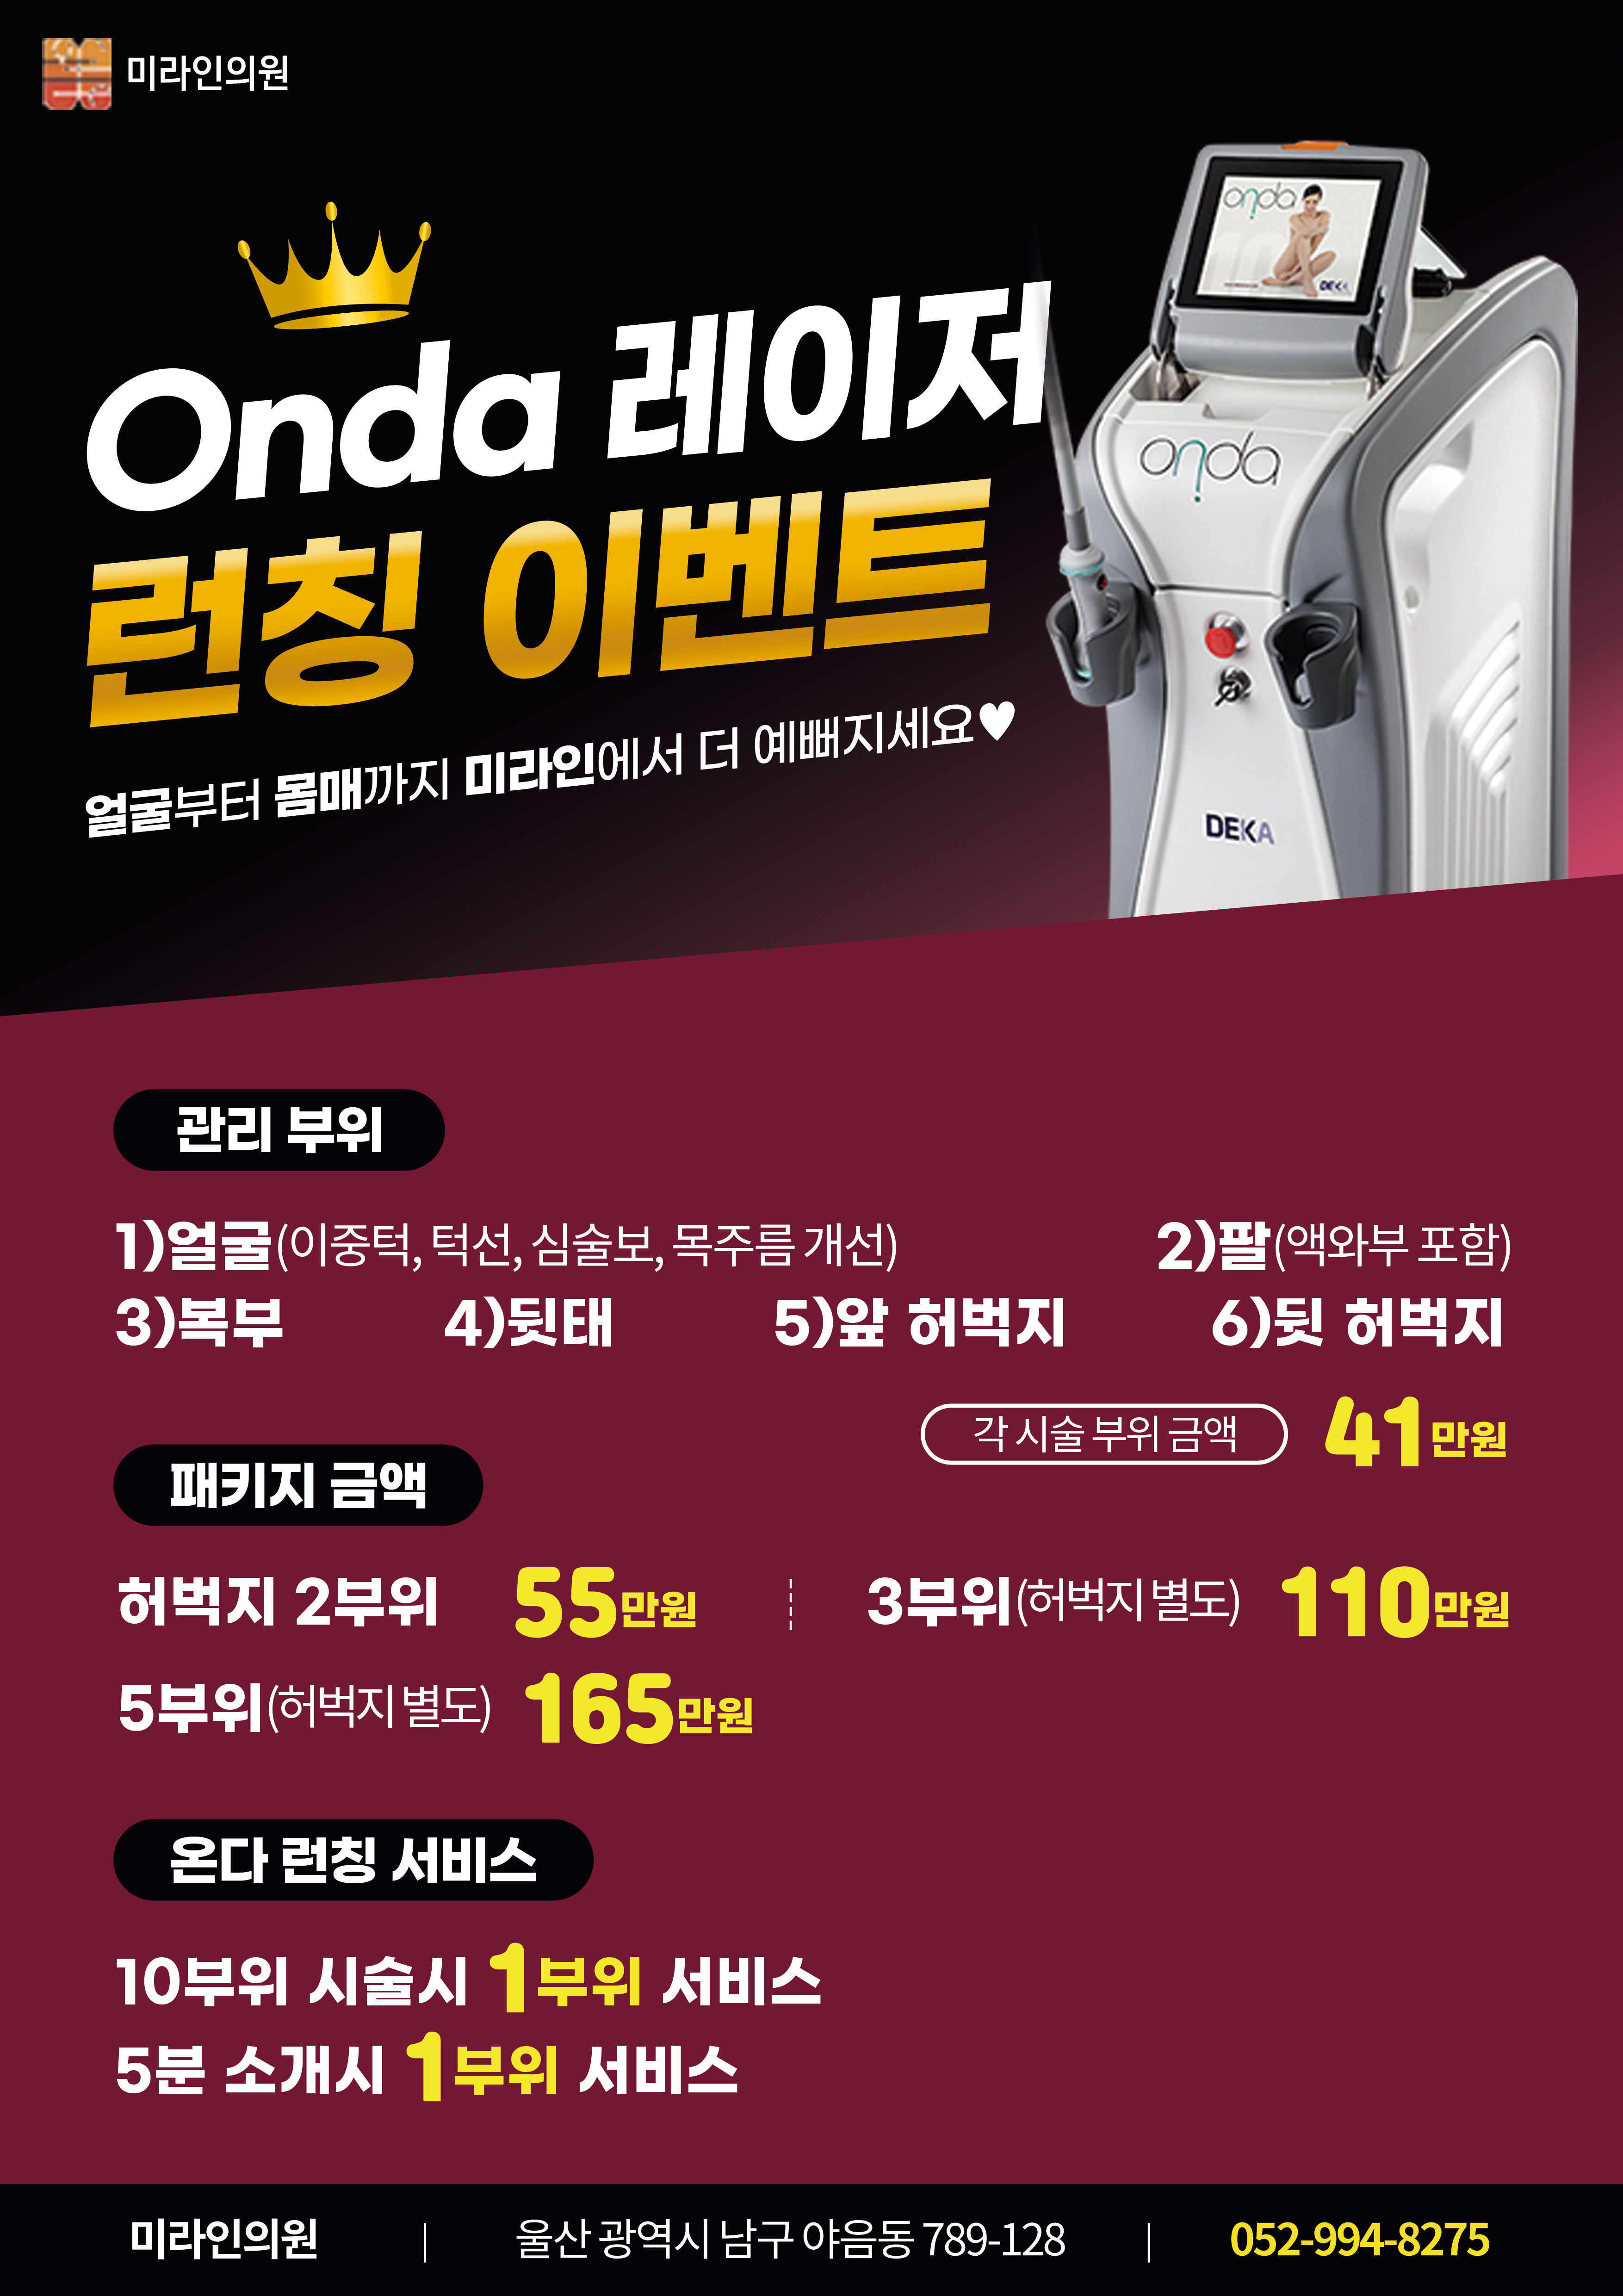 미라인의원
onda
DEKA
Onda 레이저
런칭 이벤트
onda
얼굴부터 몸매까지 미라인에서 더 예뻐지세요♥
DEKA
관리 부위
1)얼굴(이중턱, 턱선, 심술보, 목주름 개선) 2)팔(액와부 포함)
3)복부 4)뒷태 5)앞 허벅지 6)뒷 허벅지
각 시술 부위 금액 41만원
패키지 금액
허벅지 2부위 55만원 3부위(허벅지 별도) 110만원
5부위(허벅지 별도) 165만원
온다 런칭 서비스
10부위 시술시 1부위 서비스
5분 소개시 1부위 서비스
미라인의원 | 울산 광역시 남구 야음동 789-128 | 052-994-8275